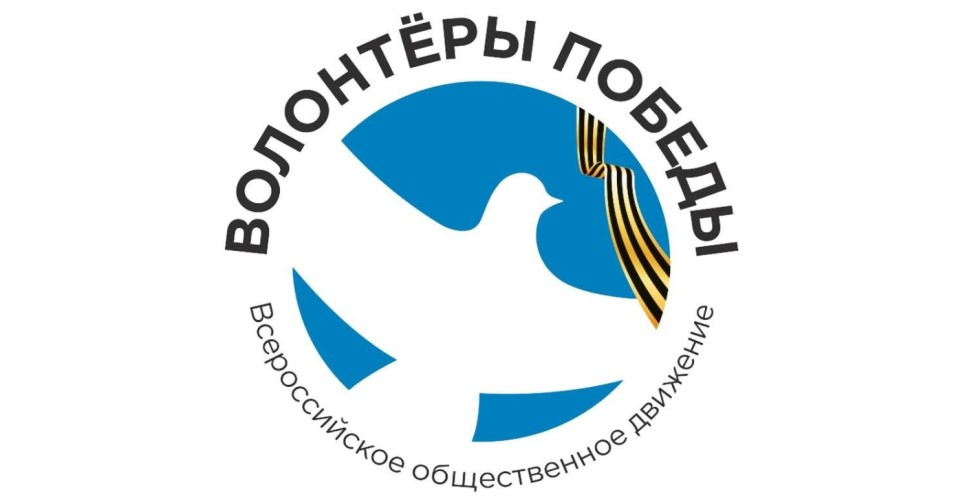 ВОЛОНТЁРЫ ПОБЕДЫ
Всероссийское общественное движение